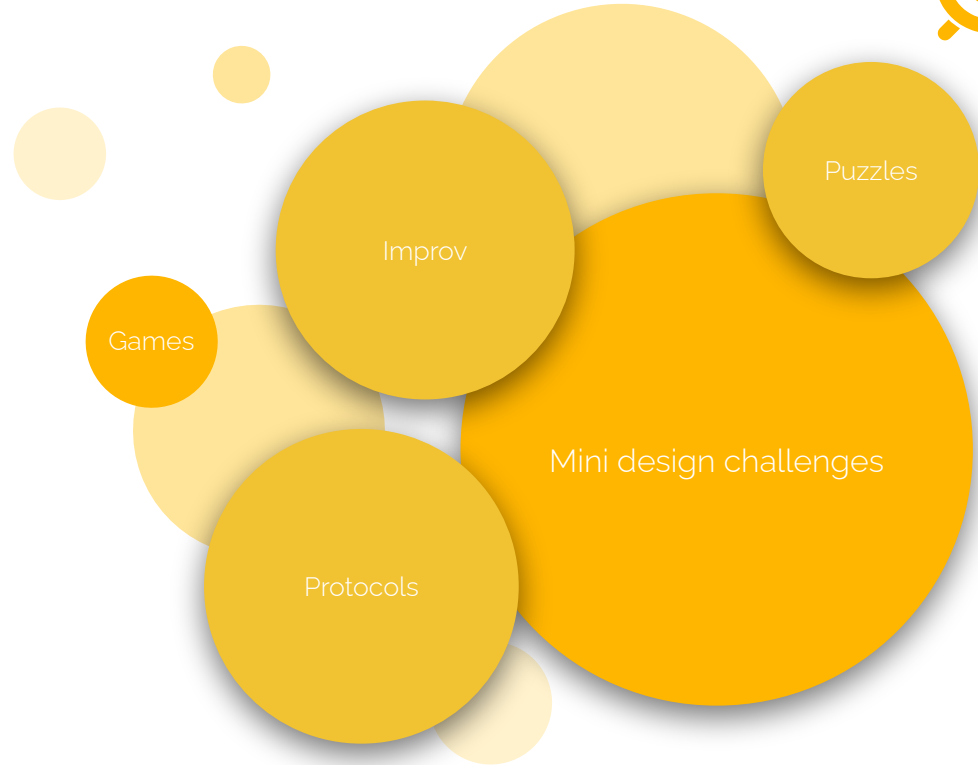 Puzzles
Improv
Games
Mini design challenges
Protocols